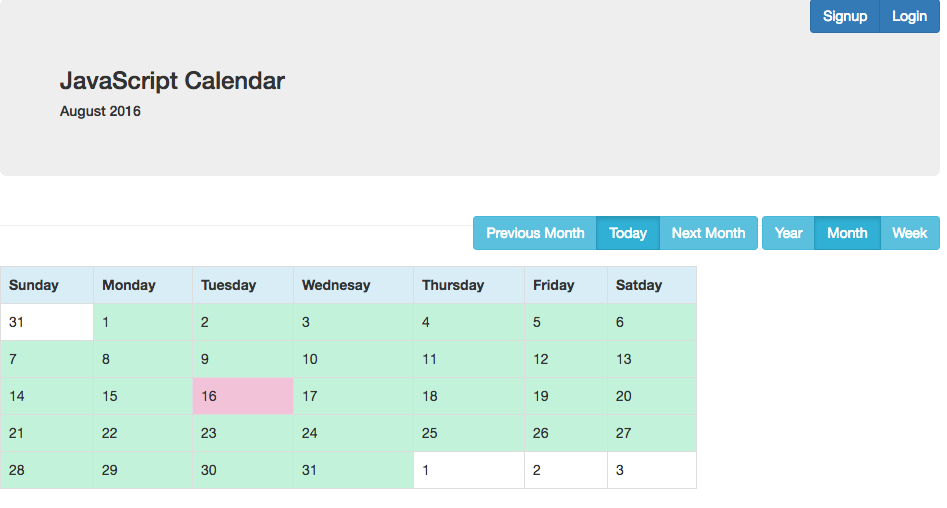 Signup Login
JavaScript Calendar
August 2016
Previous Month Today Next Month Year Month Week
Sunday Monday Tuesday Wednesay Thursday Friday Satday
31 1 2 3 4 5 6
7 8 9 10 11 12 13
14 15 16 17 18 19 20
21 22 23 24 25 26 27
28 29 30 31 1 2 3